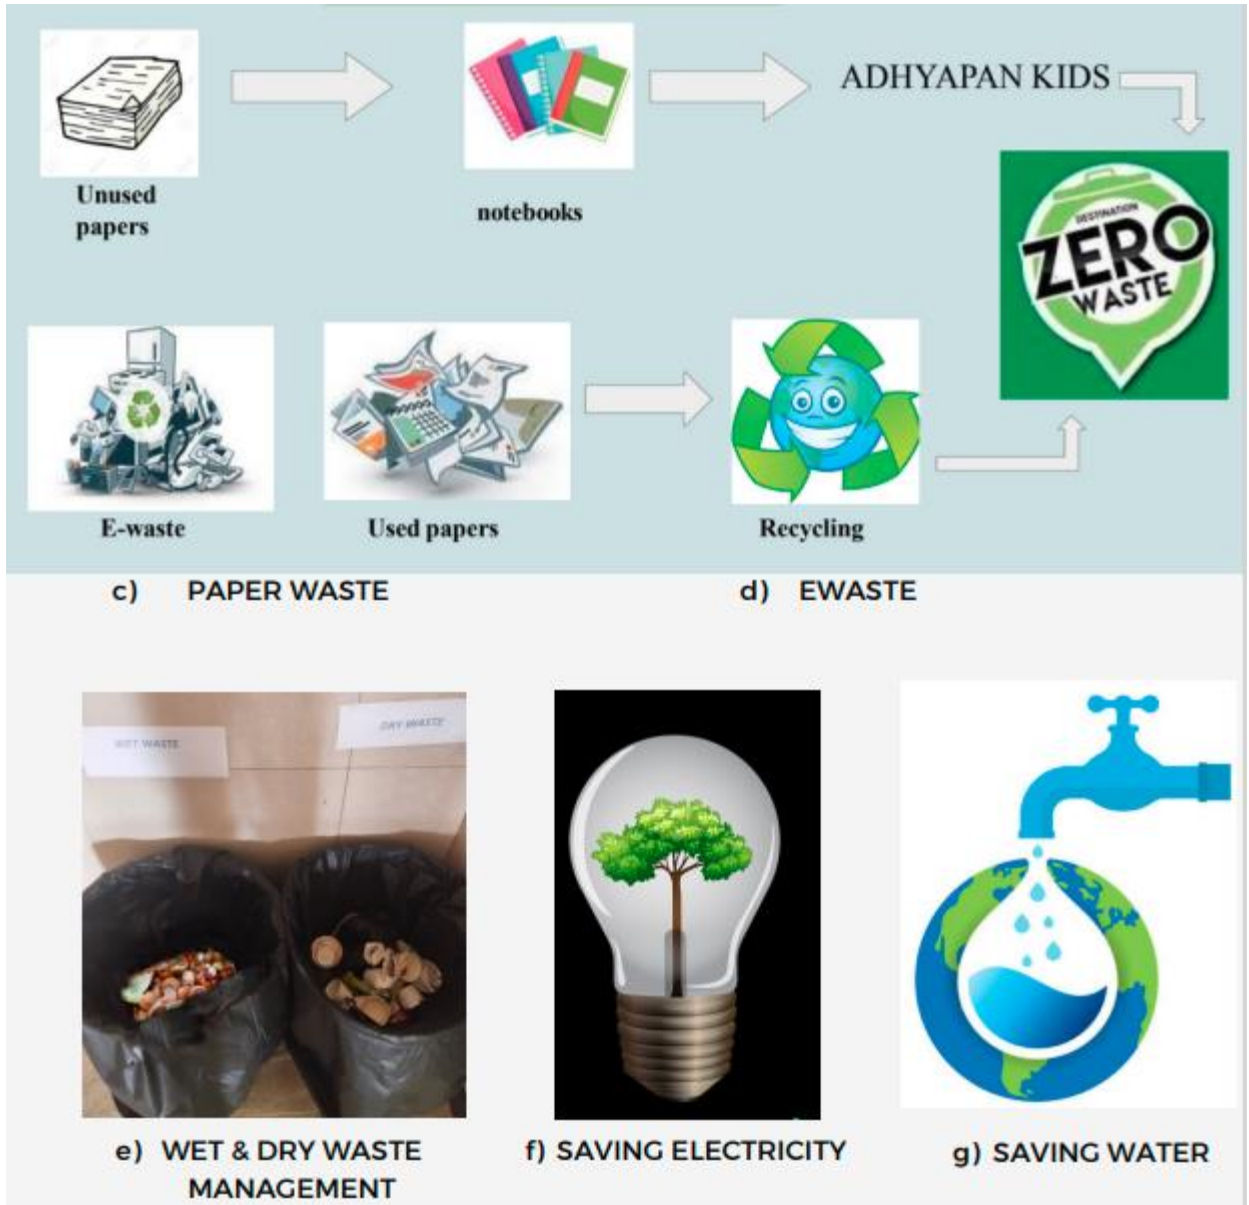 ADHYAPAN KIDS
Unused
papers
notebooks
DESTINATION
ZERO
WASTE
E-waste
Used papers
Recycling
c) PAPER WASTE
d) EWASTE
WET WASTE
DRY WASTE
e) WET & DRY WASTE
MANAGEMENT
f) SAVING ELECTRICITY
g) SAVING WATER